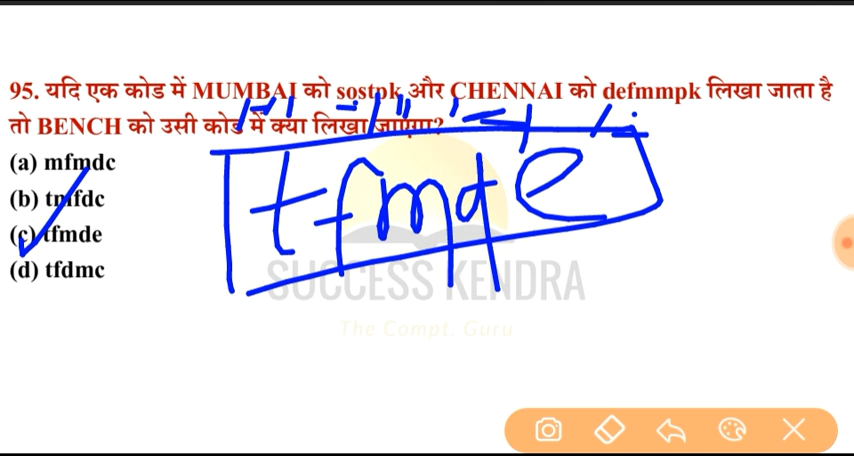 95. यदि एक कोड में MUMBAI को sostpk और CHENNAI को defmmpk लिखा जाता है
तो BENCH को उसी कोड में क्या लिखा जाएगा?
(a) mfmdc
(b) tmfdc
(c) tfmde
(d) tfdmc
tfmde
SUCCESS KENDRA
The Compt. Guru